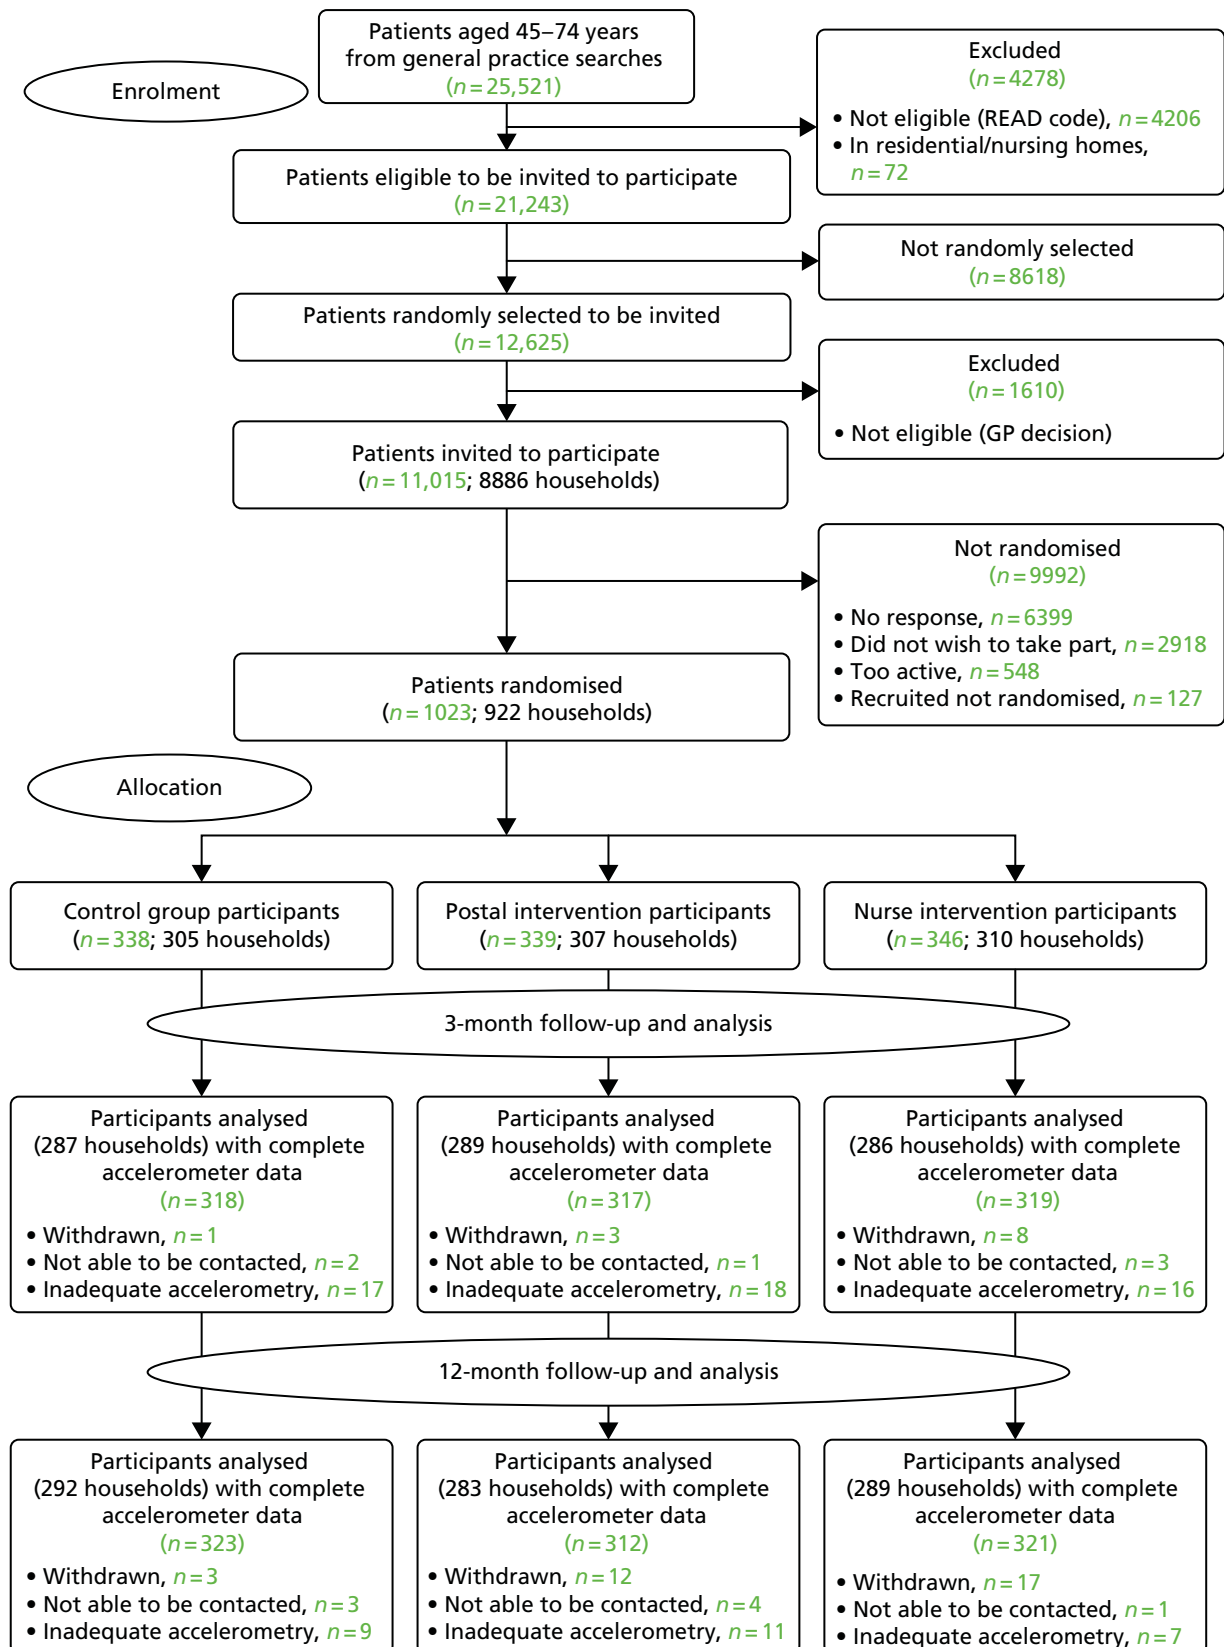 Patients aged 45–74 years
from general practice searches
(n=25,521)
Enrolment
Excluded
(n=4278)
• Not eligible (READ code), n=4206
• In residential/nursing homes,
n=72
Patients eligible to be invited to participate
(n=21,243)
Not randomly selected
(n=8618)
Patients randomly selected to be invited
(n=12,625)
Excluded
(n=1610)
• Not eligible (GP decision)
Patients invited to participate
(n=11,015; 8886 households)
Not randomised
(n=9992)
• No response, n=6399
• Did not wish to take part, n=2918
• Too active, n=548
• Recruited not randomised, n=127
Patients randomised
(n=1023; 922 households)
Allocation
Control group participants
(n=338; 305 households)
Postal intervention participants
(n=339; 307 households)
Nurse intervention participants
(n=346; 310 households)
3-month follow-up and analysis
Participants analysed
(287 households) with complete
accelerometer data
(n=318)
• Withdrawn, n=1
• Not able to be contacted, n=2
• Inadequate accelerometry, n=17
Participants analysed
(289 households) with complete
accelerometer data
(n=317)
• Withdrawn, n=3
• Not able to be contacted, n=1
• Inadequate accelerometry, n=18
Participants analysed
(286 households) with complete
accelerometer data
(n=319)
• Withdrawn, n=8
• Not able to be contacted, n=3
• Inadequate accelerometry, n=16
12-month follow-up and analysis
Participants analysed
(292 households) with complete
accelerometer data
(n=323)
• Withdrawn, n=3
• Not able to be contacted, n=3
• Inadequate accelerometry, n=9
Participants analysed
(283 households) with complete
accelerometer data
(n=312)
• Withdrawn, n=12
• Not able to be contacted, n=4
• Inadequate accelerometry, n=11
Participants analysed
(289 households) with complete
accelerometer data
(n=321)
• Withdrawn, n=17
• Not able to be contacted, n=1
• Inadequate accelerometry, n=7